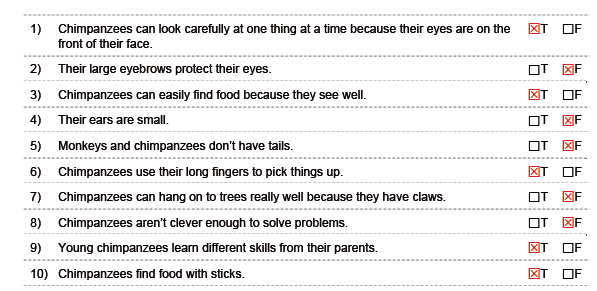 1) Chimpanzees can look carefully at one thing at a time because their eyes are on the ☒T ☐F
front of their face.
2) Their large eyebrows protect their eyes. ☐T ☒F
3) Chimpanzees can easily find food because they see well. ☒T ☐F
4) Their ears are small. ☐T ☒F
5) Monkeys and chimpanzees don't have tails. ☐T ☒F
6) Chimpanzees use their long fingers to pick things up. ☒T ☐F
7) Chimpanzees can hang on to trees really well because they have claws. ☐T ☒F
8) Chimpanzees aren't clever enough to solve problems. ☐T ☒F
9) Young chimpanzees learn different skills from their parents. ☒T ☐F
10) Chimpanzees find food with sticks. ☒T ☐F